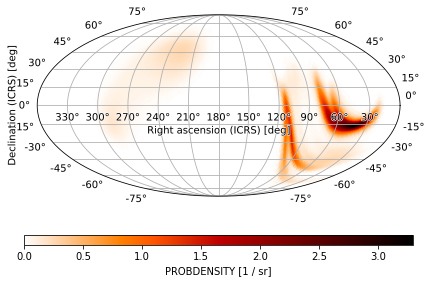 75° 75°
60° 60°
45° 45°
30° 30°
15° 15°
0° 0°
330° 300° 270° 240° 210° 180° 150° 120° 90° 60° 30°
Right ascension (ICRS) [deg]
-15° -15°
-30° -30°
-45° -45°
-60° -60°
-75° -75°
Declination (ICRS) [deg]
0.0 0.5 1.0 1.5 2.0 2.5 3.0
PROBDENSITY [1 / sr]